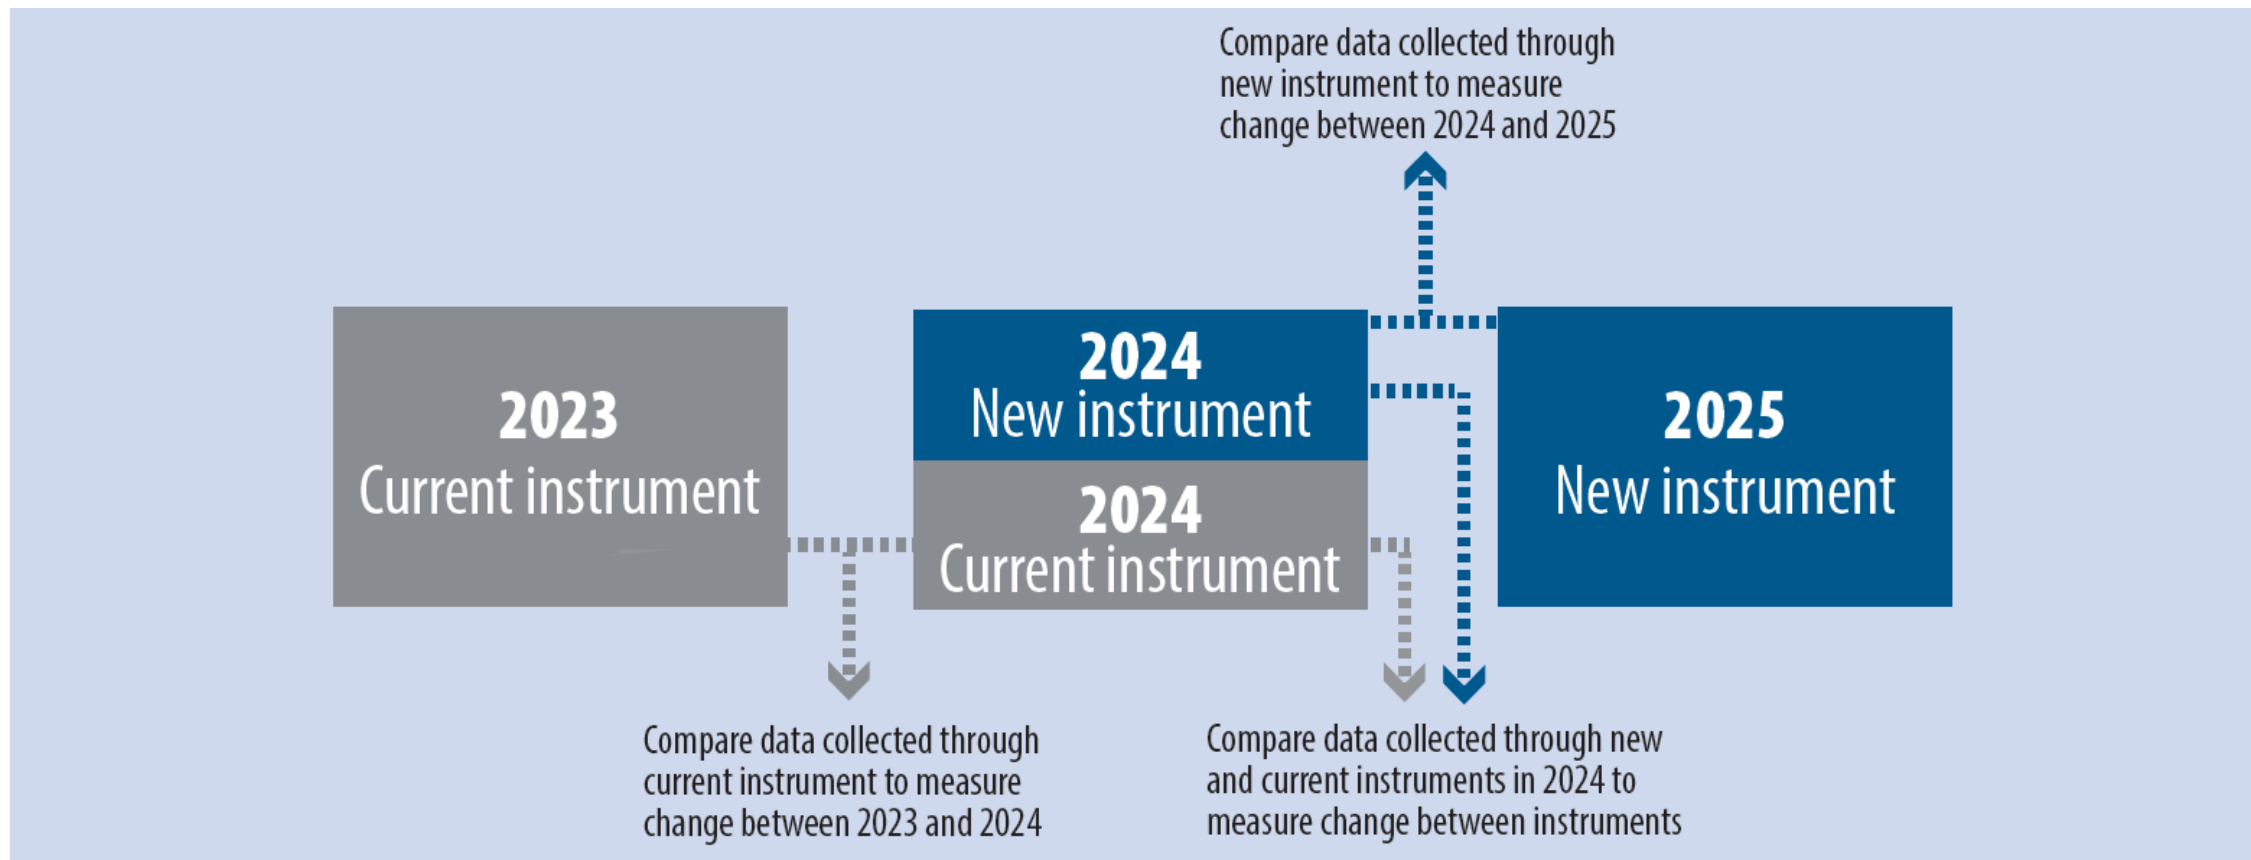 Compare data collected through
new instrument to measure
change between 2024 and 2025
2023
Current instrument
2024
New instrument
2024
Current instrument
2025
New instrument
Compare data collected through
current instrument to measure
change between 2023 and 2024
Compare data collected through new
and current instruments in 2024 to
measure change between instruments